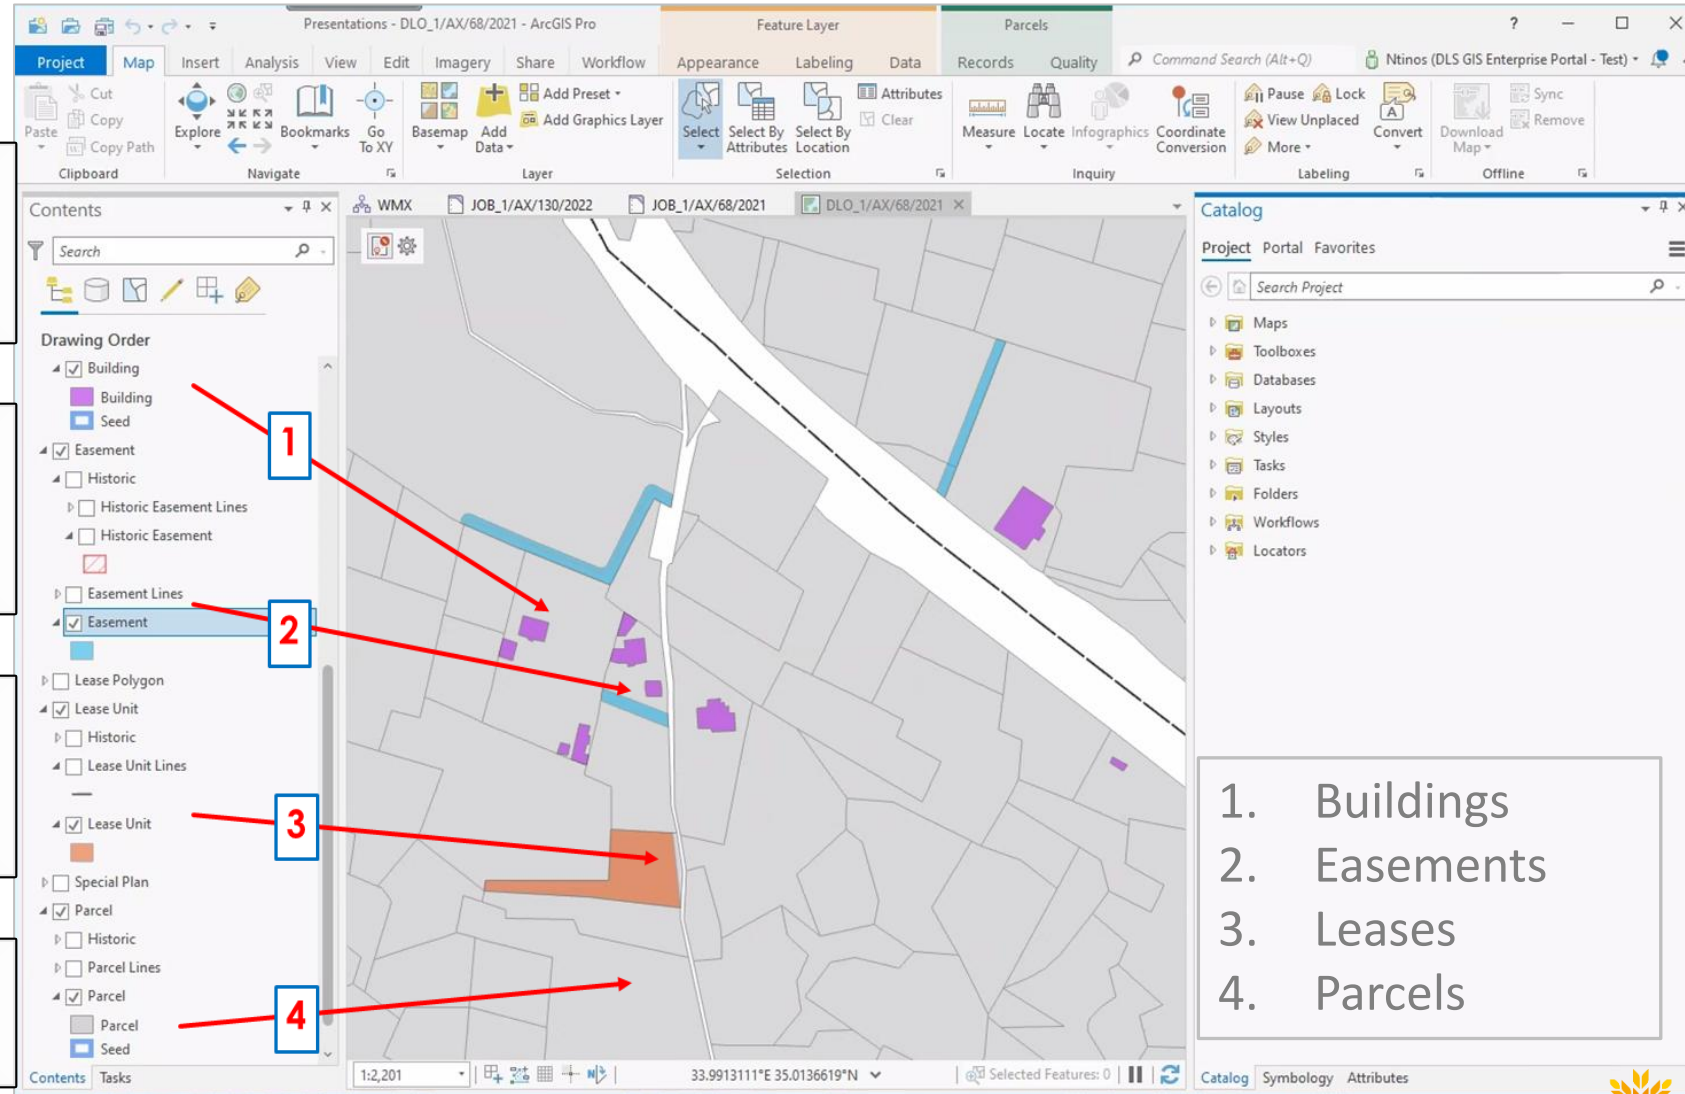 Presentations - DLO_1/AX/68/2021 - ArcGIS Pro
Feature Layer
Parcels
?
Project Map Insert Analysis View Edit Imagery Share Workflow Appearance Labeling Data Records Quality
Command Search (Alt+Q)
Ntinos (DLS GIS Enterprise Portal - Test)
Paste
Cut
Copy
Copy Path
Clipboard
Explore
Bookmarks
Go To XY
Navigate
Basemap
Add Data
Add Preset
Add Graphics Layer
Layer
Select
Select By Attributes
Select By Location
Attributes
Clear
Selection
Measure
Locate
Infographics
Coordinate Conversion
Inquiry
Pause
Lock
View Unplaced
More
Convert
Labeling
Download Map
Sync
Remove
Offline
Contents
Search
Drawing Order
Building
Building
Seed
Easement
Historic
Historic Easement Lines
Historic Easement
Easement Lines
Easement
Lease Polygon
Lease Unit
Historic
Lease Unit Lines
Lease Unit
Special Plan
Parcel
Historic
Parcel Lines
Parcel
Parcel
Seed
Contents Tasks
WMX
JOB_1/AX/130/2022
JOB_1/AX/68/2021
DLO_1/AX/68/2021
1
2
3
4
1:2,201
33.9913111°E 35.0136619°N
Selected Features: 0
Catalog
Project Portal Favorites
Search Project
Maps
Toolboxes
Databases
Layouts
Styles
Tasks
Folders
Workflows
Locators
1. Buildings
2. Easements
3. Leases
4. Parcels
Catalog Symbology Attributes